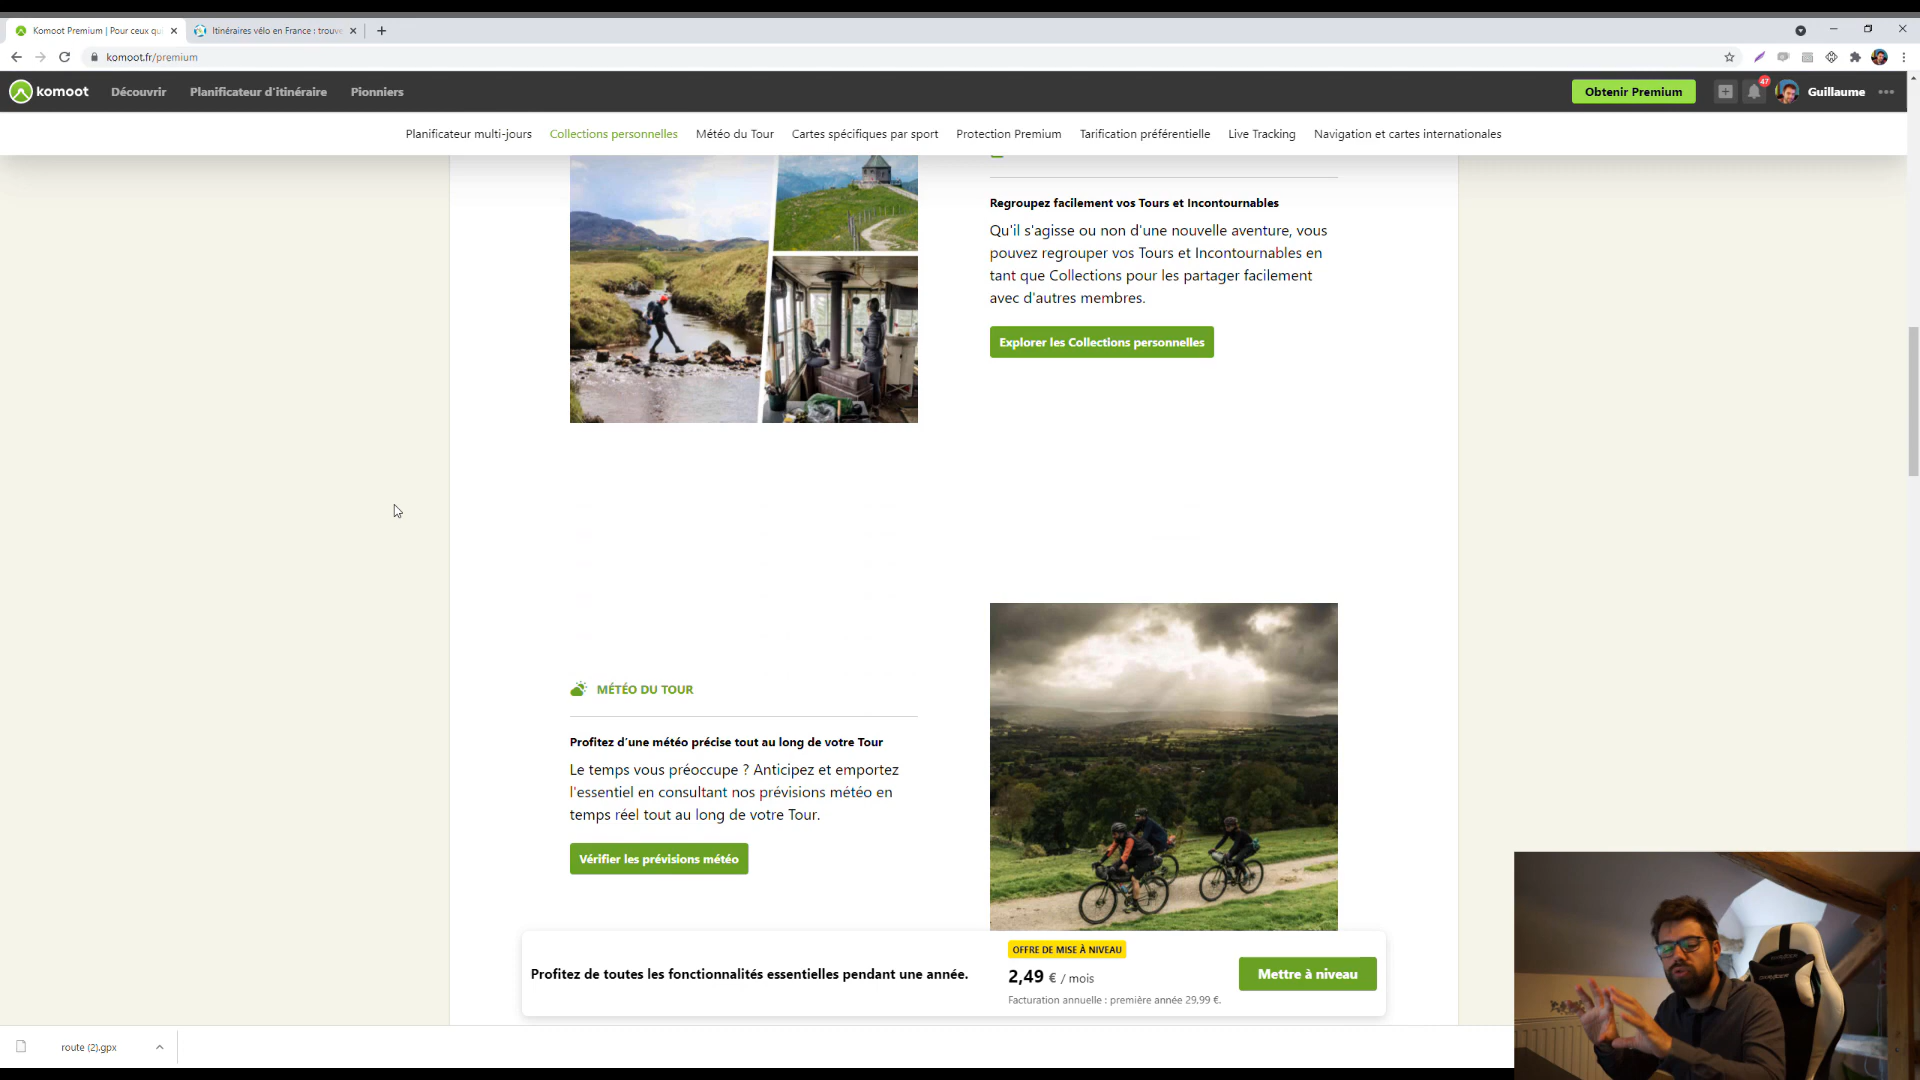 Komoot Premium | Pour ceux qu
Itinéraires vélo en France : trouve
komoot.fr/premium
komoot
Découvrir
Planificateur d'itinéraire
Pionniers
Obtenir Premium
47
Guillaume
Planificateur multi-jours
Collections personnelles
Météo du Tour
Cartes spécifiques par sport
Protection Premium
Tarification préférentielle
Live Tracking
Navigation et cartes internationales
Regroupez facilement vos Tours et Incontournables
Qu'il s'agisse ou non d'une nouvelle aventure, vous
pouvez regrouper vos Tours et Incontournables en
tant que Collections pour les partager facilement
avec d'autres membres.
Explorer les Collections personnelles
MÉTÉO DU TOUR
Profitez d'une météo précise tout au long de votre Tour
Le temps vous préoccupe ? Anticipez et emportez
l'essentiel en consultant nos prévisions météo en
temps réel tout au long de votre Tour.
Vérifier les prévisions météo
Profitez de toutes les fonctionnalités essentielles pendant une année.
OFFRE DE MISE À NIVEAU
2,49 € / mois
Facturation annuelle : première année 29,99 €.
Mettre à niveau
route (2).gpx